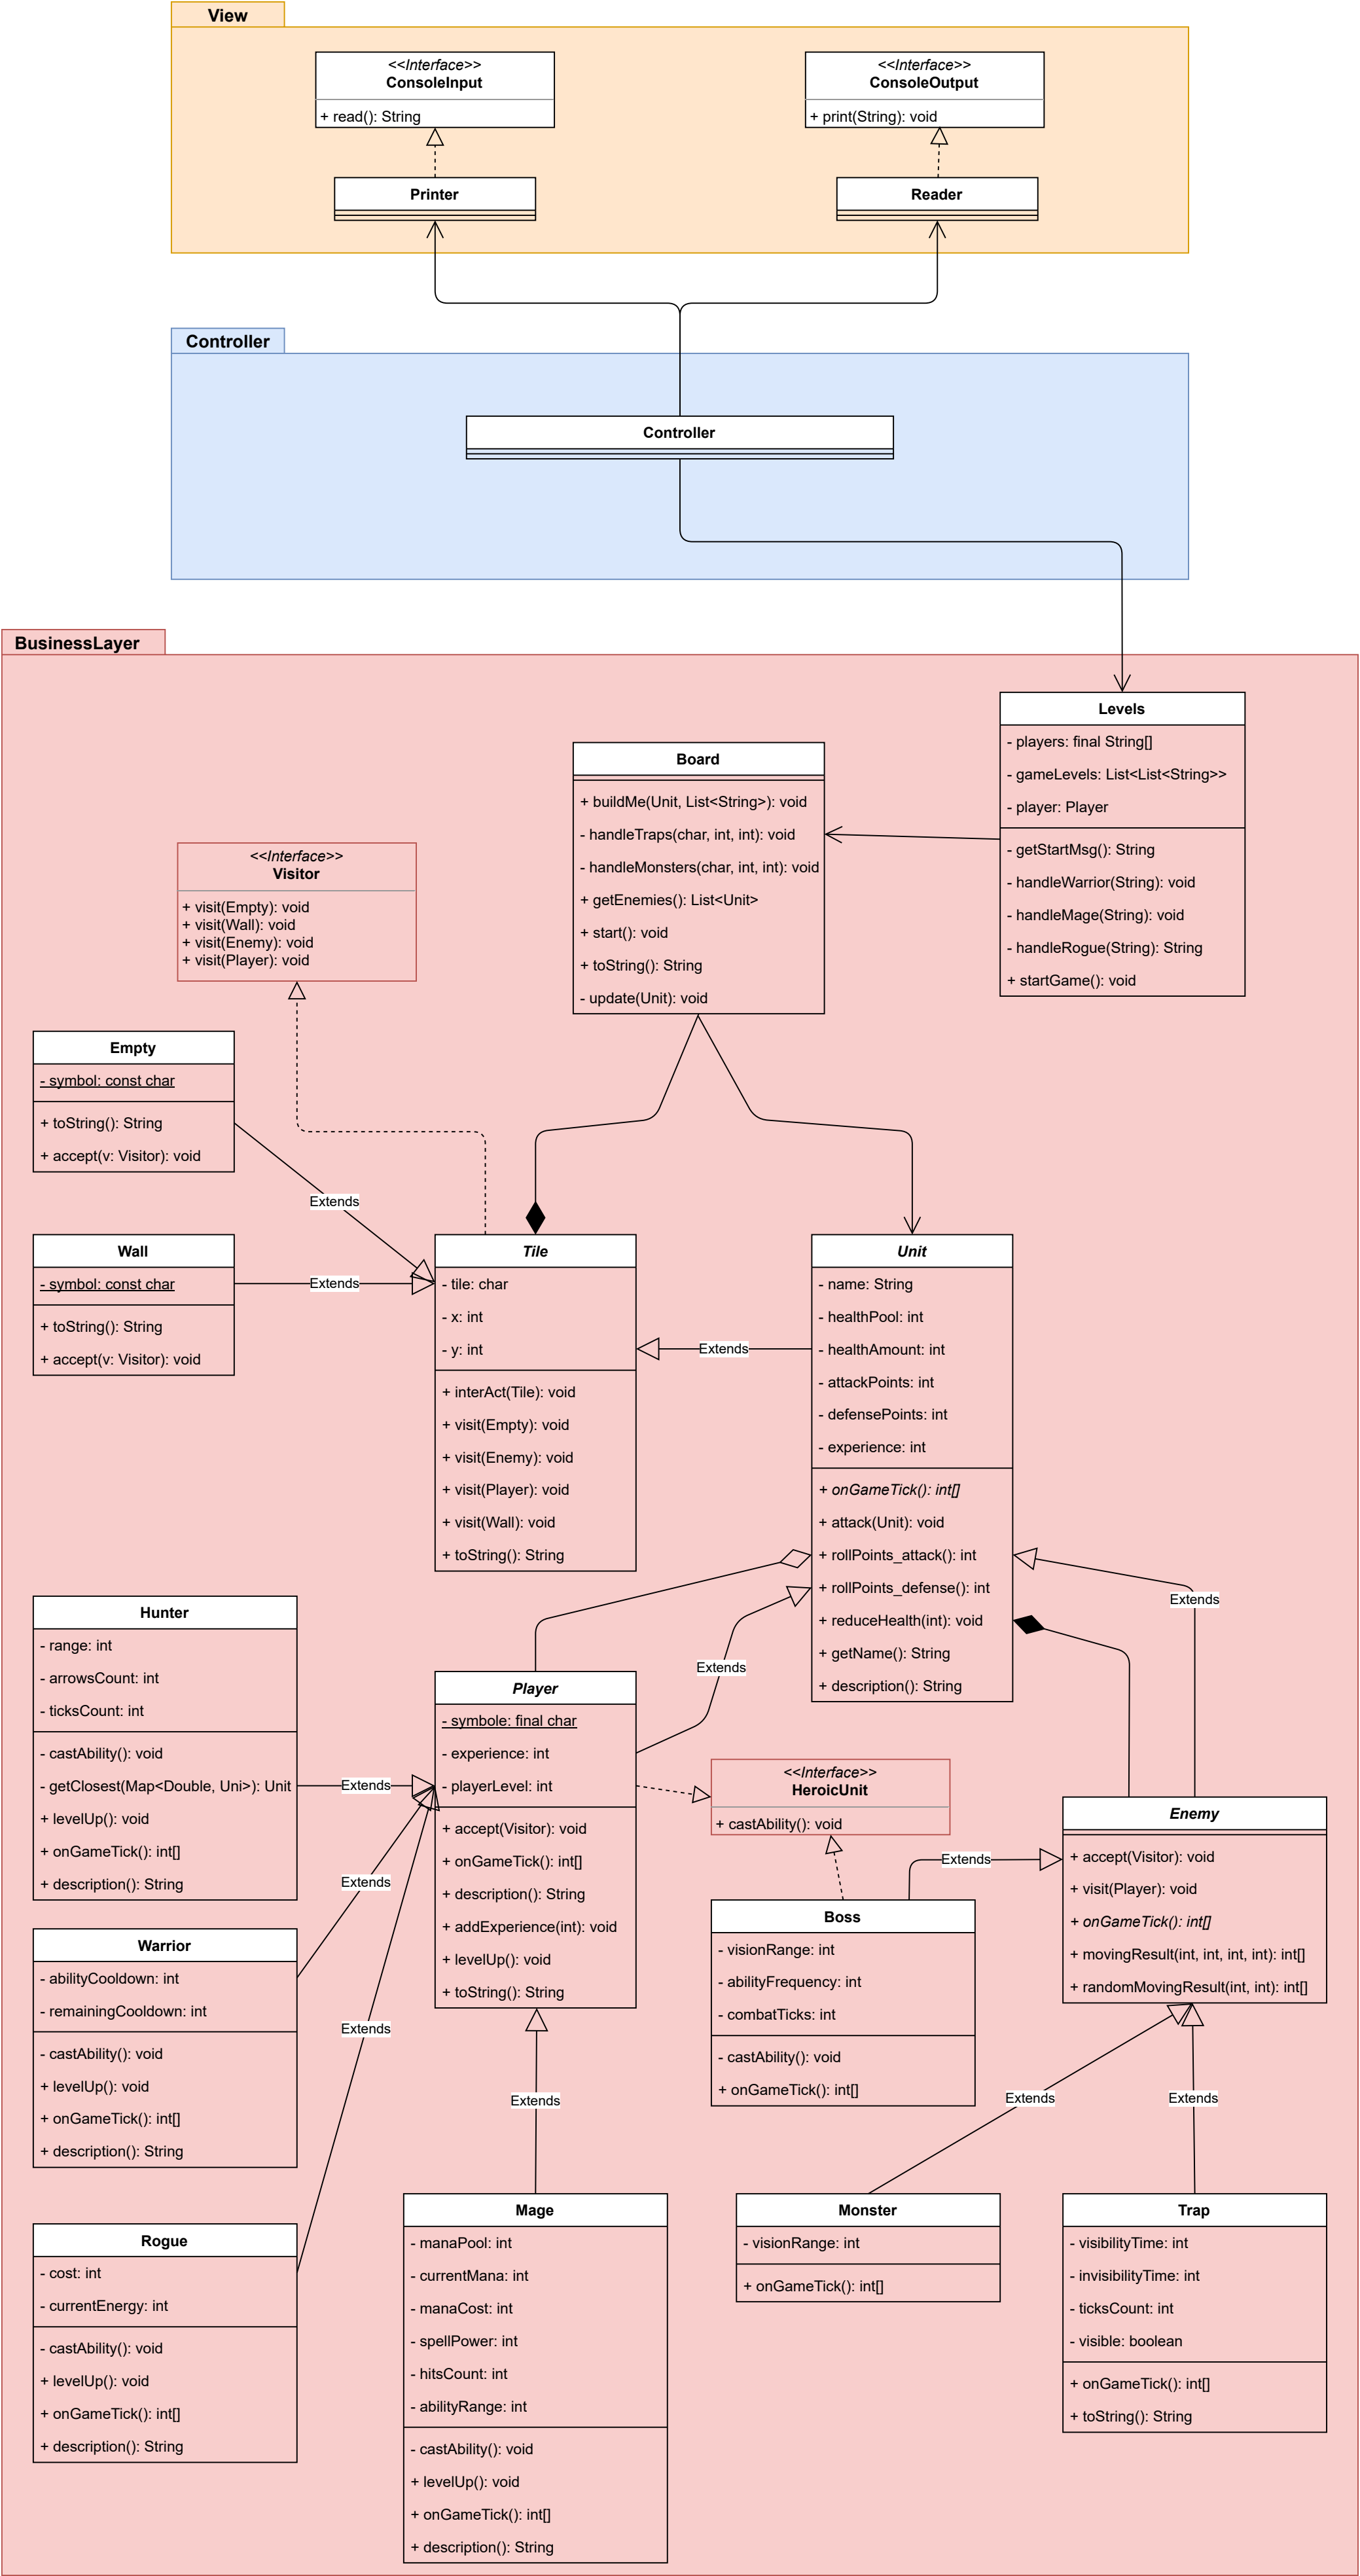 View
<<Interface>>
ConsoleInput
+ read(): String
<<Interface>>
ConsoleOutput
+ print(String): void
Printer
Reader
Controller
Controller
BusinessLayer
Levels
- players: final String[]
- gameLevels: List<List<String>>
- player: Player
- getStartMsg(): String
- handleWarrior(String): void
- handleMage(String): void
- handleRogue(String): String
+ startGame(): void
Board
+ buildMe(Unit, List<String>): void
- handleTraps(char, int, int): void
- handleMonsters(char, int, int): void
+ getEnemies(): List<Unit>
+ start(): void
+ toString(): String
- update(Unit): void
<<Interface>>
Visitor
+ visit(Empty): void
+ visit(Wall): void
+ visit(Enemy): void
+ visit(Player): void
Empty
- symbol: const char
+ toString(): String
+ accept(v: Visitor): void
Extends
Wall
- symbol: const char
+ toString(): String
+ accept(v: Visitor): void
Extends
Tile
- tile: char
- x: int
- y: int
+ interAct(Tile): void
+ visit(Empty): void
+ visit(Enemy): void
+ visit(Player): void
+ visit(Wall): void
+ toString(): String
Extends
Unit
- name: String
- healthPool: int
- healthAmount: int
- attackPoints: int
- defensePoints: int
- experience: int
+ onGameTick(): int[]
+ attack(Unit): void
+ rollPoints_attack(): int
+ rollPoints_defense(): int
+ reduceHealth(int): void
+ getName(): String
+ description(): String
Extends
Extends
Hunter
- range: int
- arrowsCount: int
- ticksCount: int
- castAbility(): void
- getClosest(Map<Double, Uni>): Unit
+ levelUp(): void
+ onGameTick(): int[]
+ description(): String
Extends
Player
- symbole: final char
- experience: int
- playerLevel: int
+ accept(Visitor): void
+ onGameTick(): int[]
+ description(): String
+ addExperience(int): void
+ levelUp(): void
+ toString(): String
<<Interface>>
HeroicUnit
+ castAbility(): void
Extends
Enemy
+ accept(Visitor): void
+ visit(Player): void
+ onGameTick(): int[]
+ movingResult(int, int, int, int): int[]
+ randomMovingResult(int, int): int[]
Boss
- visionRange: int
- abilityFrequency: int
- combatTicks: int
- castAbility(): void
+ onGameTick(): int[]
Extends
Warrior
- abilityCooldown: int
- remainingCooldown: int
- castAbility(): void
+ levelUp(): void
+ onGameTick(): int[]
+ description(): String
Extends
Extends
Extends
Extends
Rogue
- cost: int
- currentEnergy: int
- castAbility(): void
+ levelUp(): void
+ onGameTick(): int[]
+ description(): String
Mage
- manaPool: int
- currentMana: int
- manaCost: int
- spellPower: int
- hitsCount: int
- abilityRange: int
- castAbility(): void
+ levelUp(): void
+ onGameTick(): int[]
+ description(): String
Monster
- visionRange: int
+ onGameTick(): int[]
Trap
- visibilityTime: int
- invisibilityTime: int
- ticksCount: int
- visible: boolean
+ onGameTick(): int[]
+ toString(): String